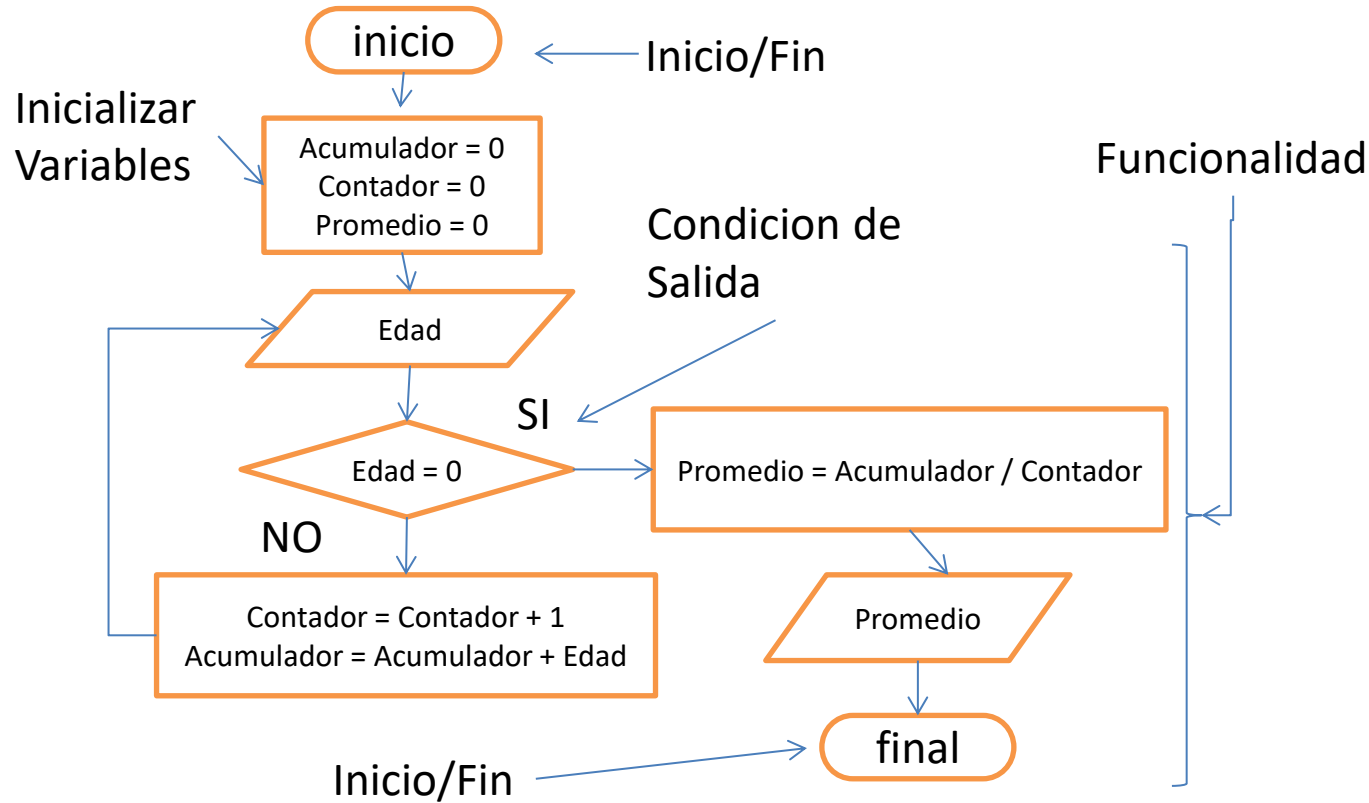 inicio
Inicio/Fin
Inicializar
Variables
Acumulador = 0
Contador = 0
Promedio = 0
Funcionalidad
Condicion de
Salida
Edad
SI
Edad = 0
Promedio = Acumulador / Contador
NO
Contador = Contador + 1
Acumulador = Acumulador + Edad
Promedio
final
Inicio/Fin